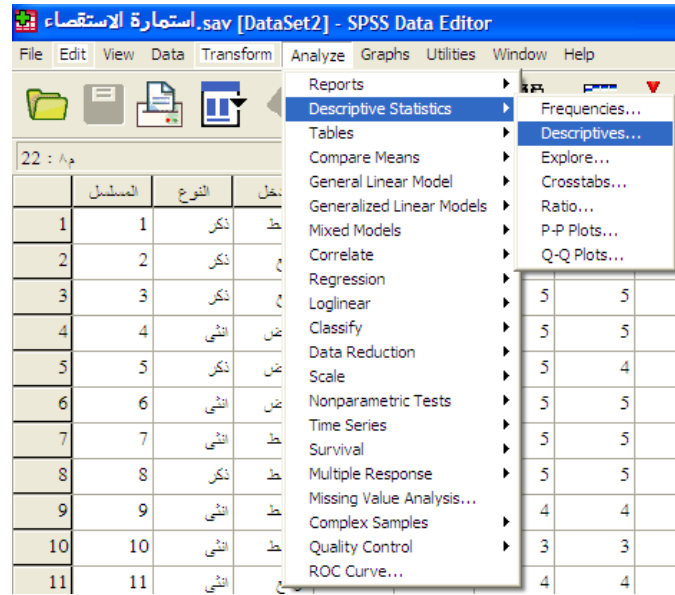 استمارة الاستقصاء.sav [DataSet2] - SPSS Data Editor
File Edit View Data Transform Analyze Graphs Utilities Window Help
Reports
Descriptive Statistics
Tables
Compare Means
General Linear Model
Generalized Linear Models
Mixed Models
Correlate
Regression
Loglinear
Classify
Data Reduction
Scale
Nonparametric Tests
Time Series
Survival
Multiple Response
Missing Value Analysis...
Complex Samples
Quality Control
ROC Curve...
Frequencies...
Descriptives...
Explore...
Crosstabs...
Ratio...
P-P Plots...
Q-Q Plots...
22 : م٨
المسلسل النوع
1 1 ذكر
2 2 ذكر
3 3 ذكر 5 5
4 4 انثى 5 5
5 5 ذكر 5 4
6 6 انثى 5 5
7 7 انثى 5 5
8 8 ذكر 5 5
9 9 انثى 4 4
10 10 انثى 3 3
11 11 انثى 4 4